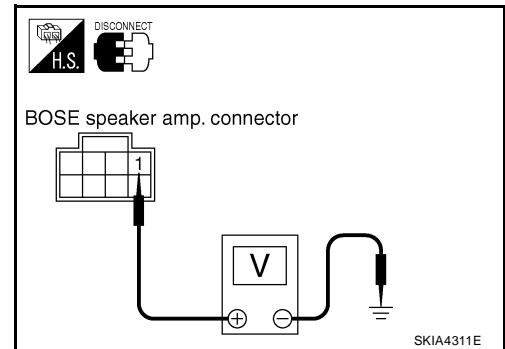 DISCONNECT
H.S.
BOSE speaker amp. connector
1
V
+ −
SKIA4311E